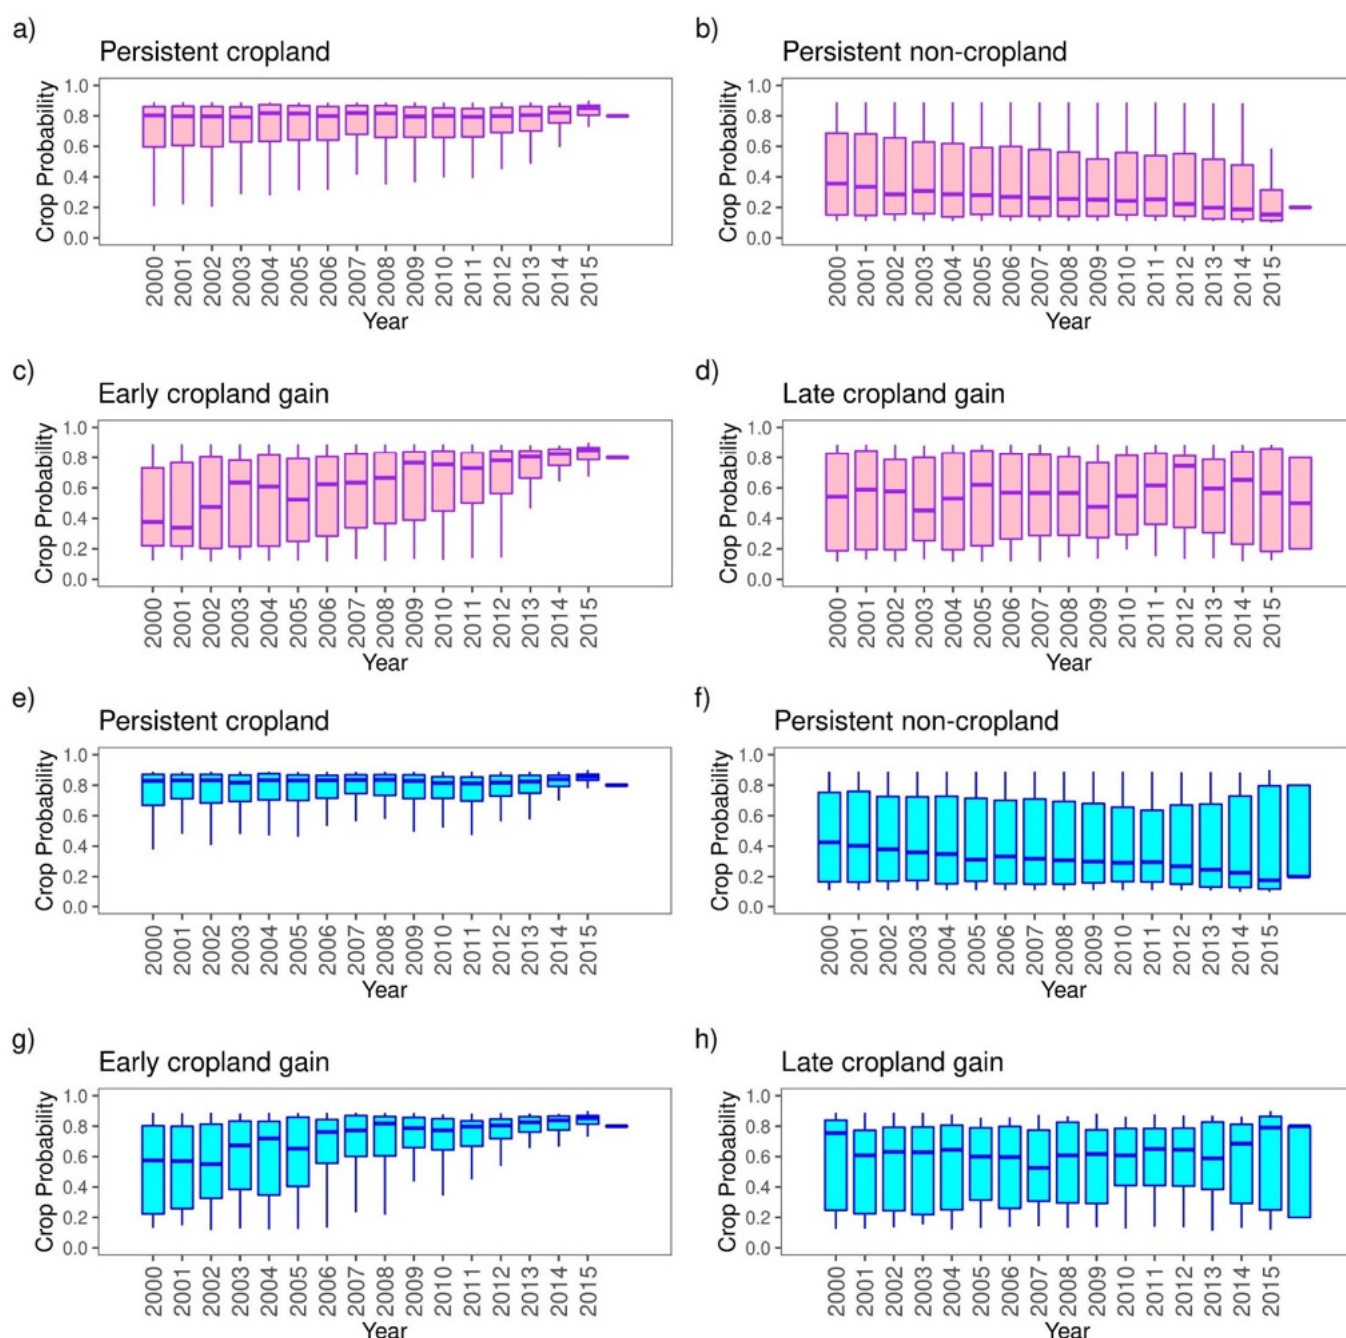 a)
Persistent cropland
Crop Probability
1.0
0.8
0.6
0.4
0.2
0.0
2000 2001 2002 2003 2004 2005 2006 2007 2008 2009 2010 2011 2012 2013 2014 2015
Year
b)
Persistent non-cropland
Crop Probability
1.0
0.8
0.6
0.4
0.2
0.0
2000 2001 2002 2003 2004 2005 2006 2007 2008 2009 2010 2011 2012 2013 2014 2015
Year
c)
Early cropland gain
Crop Probability
1.0
0.8
0.6
0.4
0.2
0.0
2000 2001 2002 2003 2004 2005 2006 2007 2008 2009 2010 2011 2012 2013 2014 2015
Year
d)
Late cropland gain
Crop Probability
1.0
0.8
0.6
0.4
0.2
0.0
2000 2001 2002 2003 2004 2005 2006 2007 2008 2009 2010 2011 2012 2013 2014 2015
Year
e)
Persistent cropland
Crop Probability
1.0
0.8
0.6
0.4
0.2
0.0
2000 2001 2002 2003 2004 2005 2006 2007 2008 2009 2010 2011 2012 2013 2014 2015
Year
f)
Persistent non-cropland
Crop Probability
1.0
0.8
0.6
0.4
0.2
0.0
2000 2001 2002 2003 2004 2005 2006 2007 2008 2009 2010 2011 2012 2013 2014 2015
Year
g)
Early cropland gain
Crop Probability
1.0
0.8
0.6
0.4
0.2
0.0
2000 2001 2002 2003 2004 2005 2006 2007 2008 2009 2010 2011 2012 2013 2014 2015
Year
h)
Late cropland gain
Crop Probability
1.0
0.8
0.6
0.4
0.2
0.0
2000 2001 2002 2003 2004 2005 2006 2007 2008 2009 2010 2011 2012 2013 2014 2015
Year